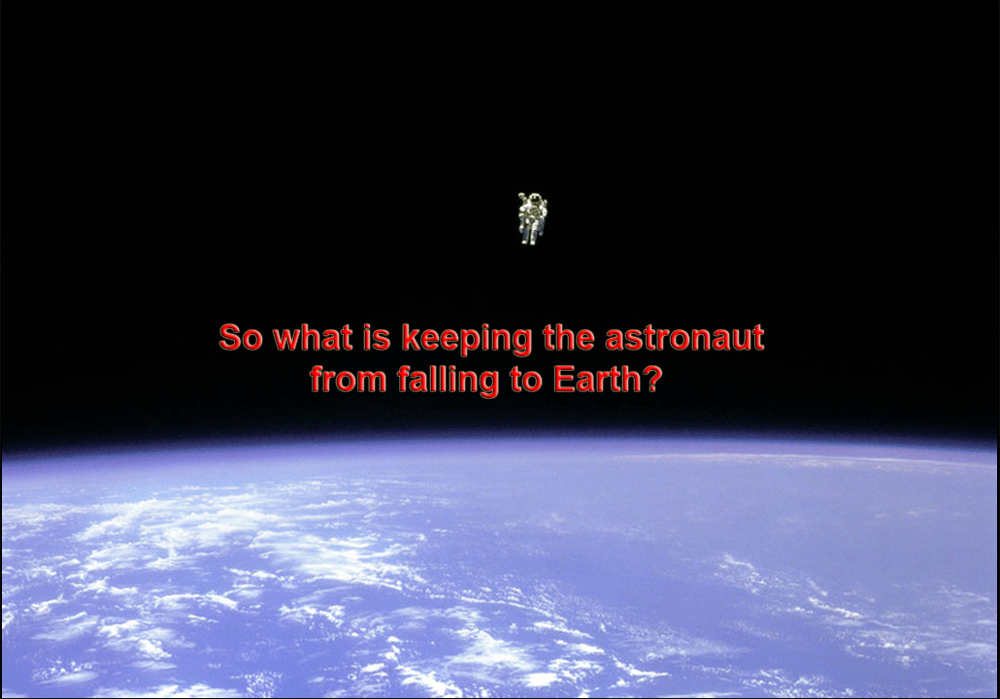 So what is keeping the astronaut
from falling to Earth?